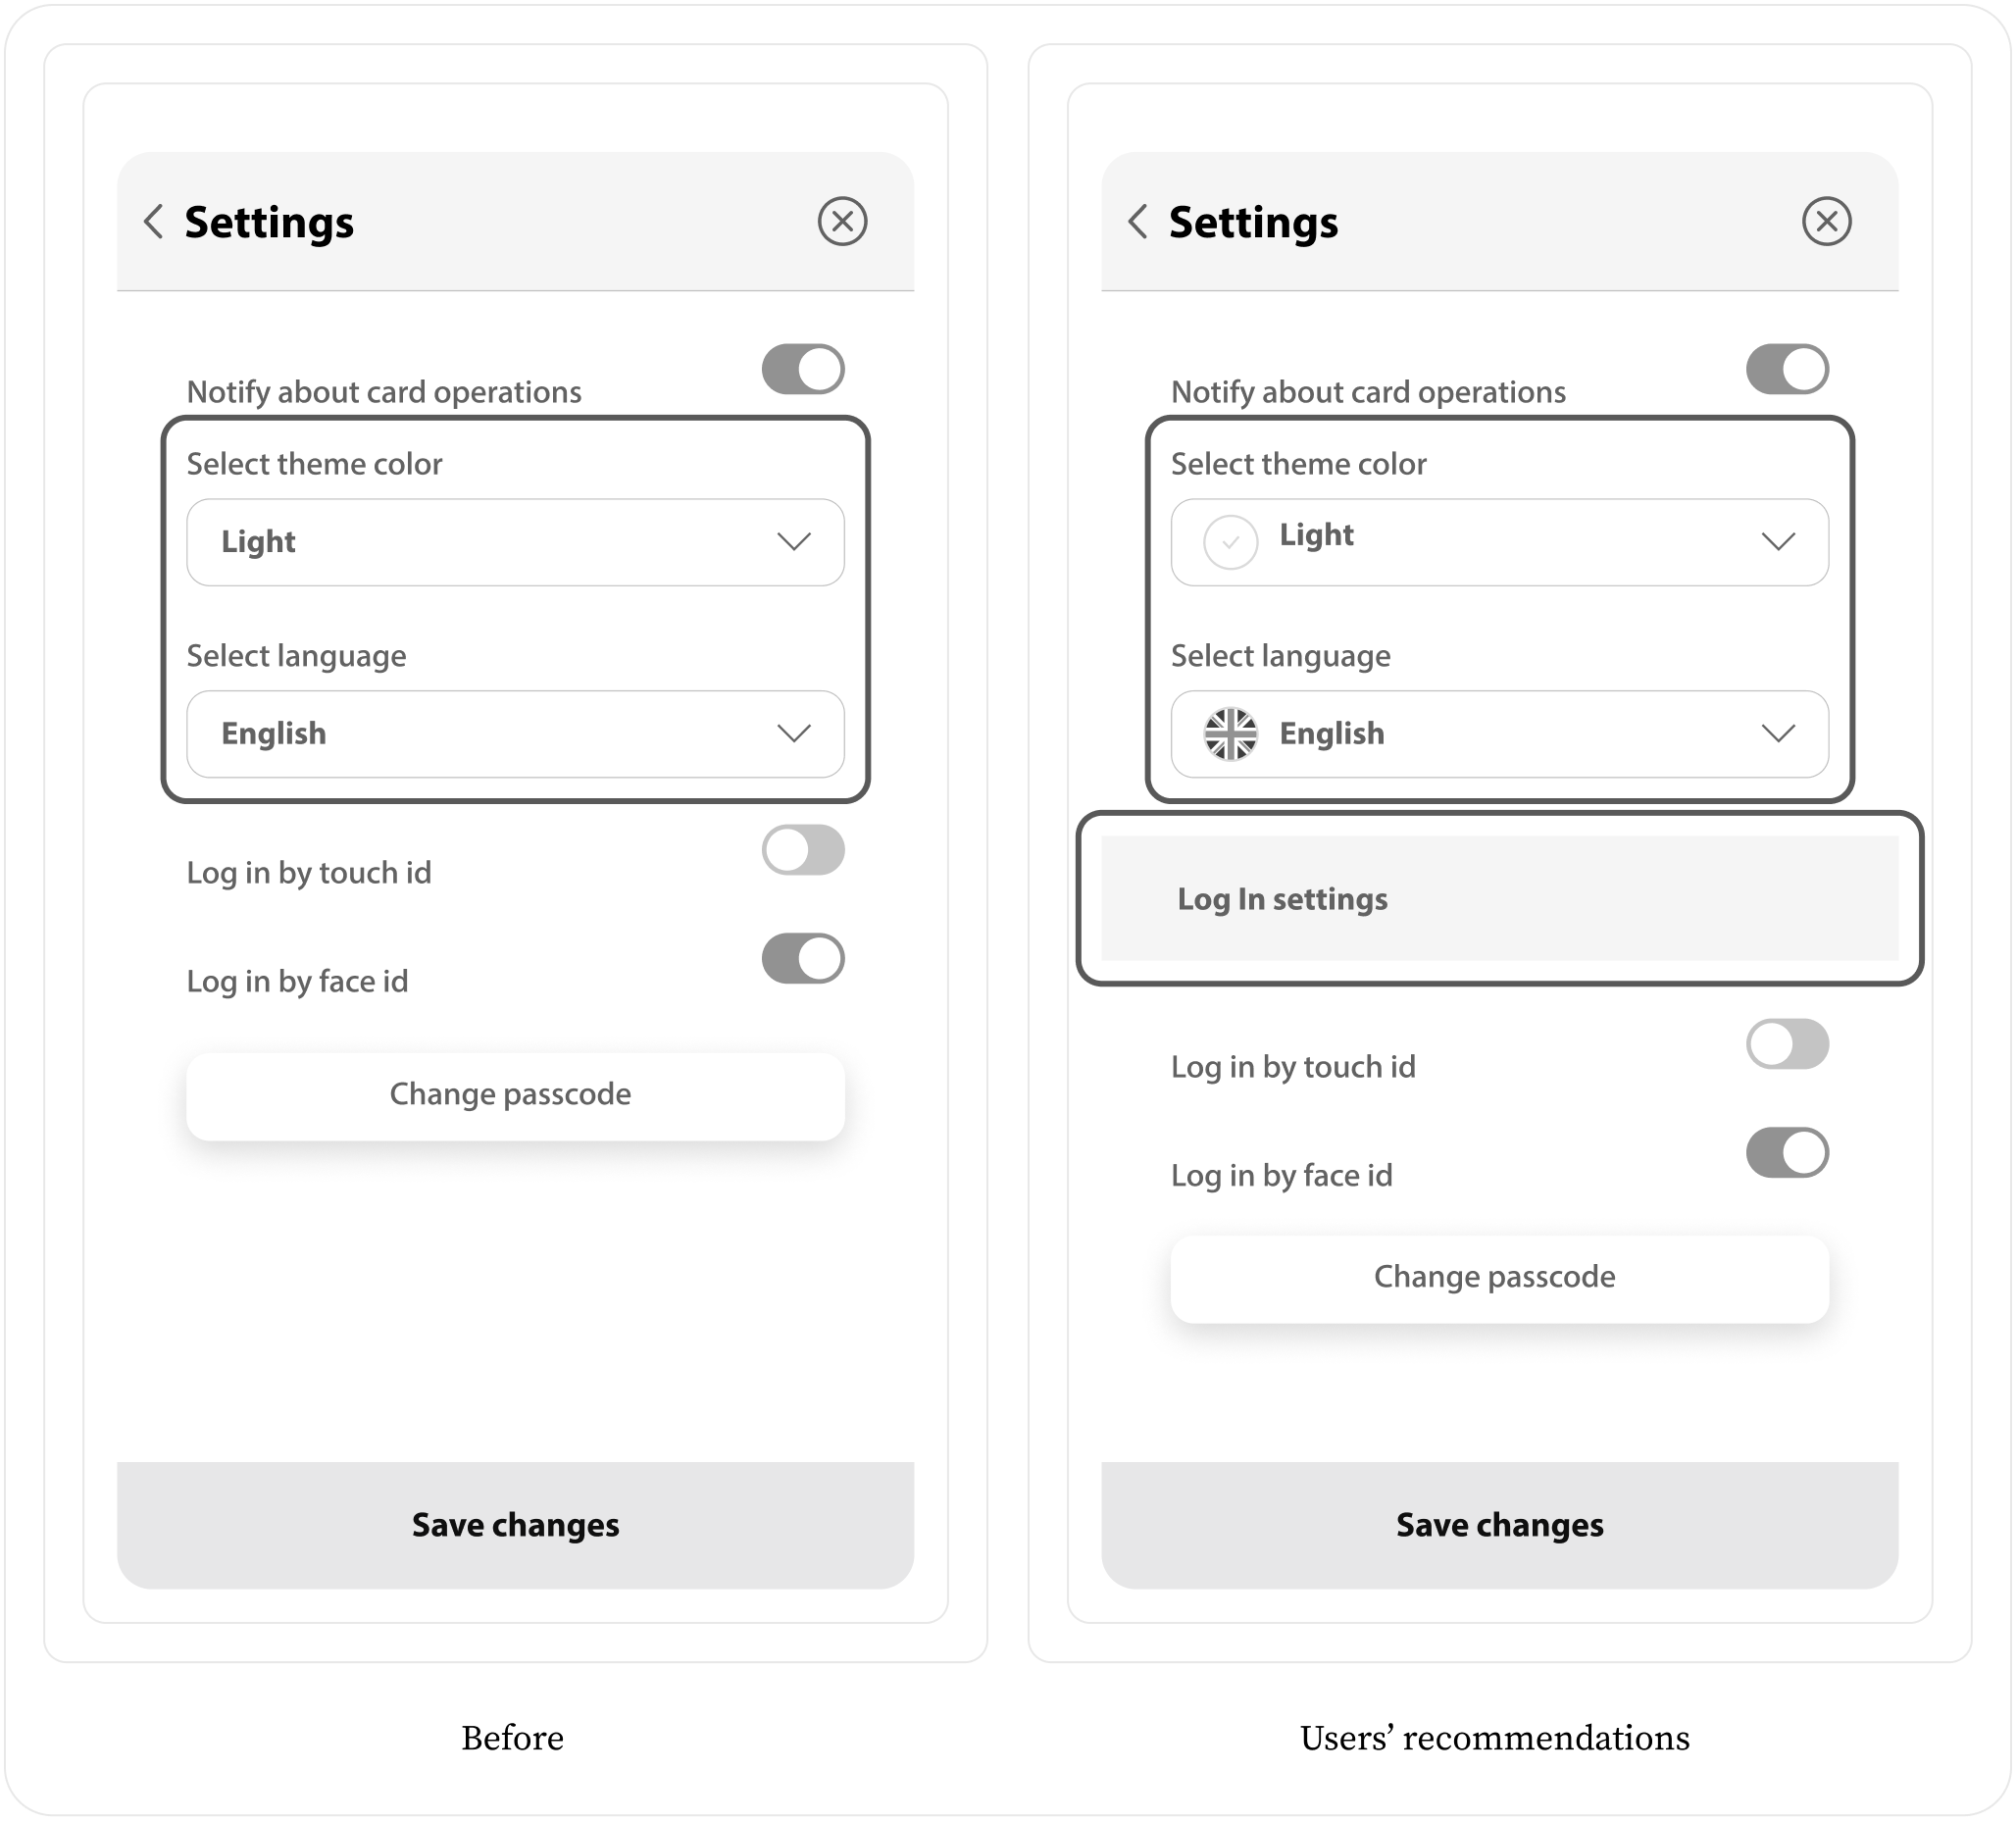 Settings
Notify about card operations
Select theme color
Light
Select language
English
Log in by touch id
Log in by face id
Change passcode
Save changes
Before
Settings
Notify about card operations
Select theme color
Light
Select language
English
Log In settings
Log in by touch id
Log in by face id
Change passcode
Save changes
Users’ recommendations